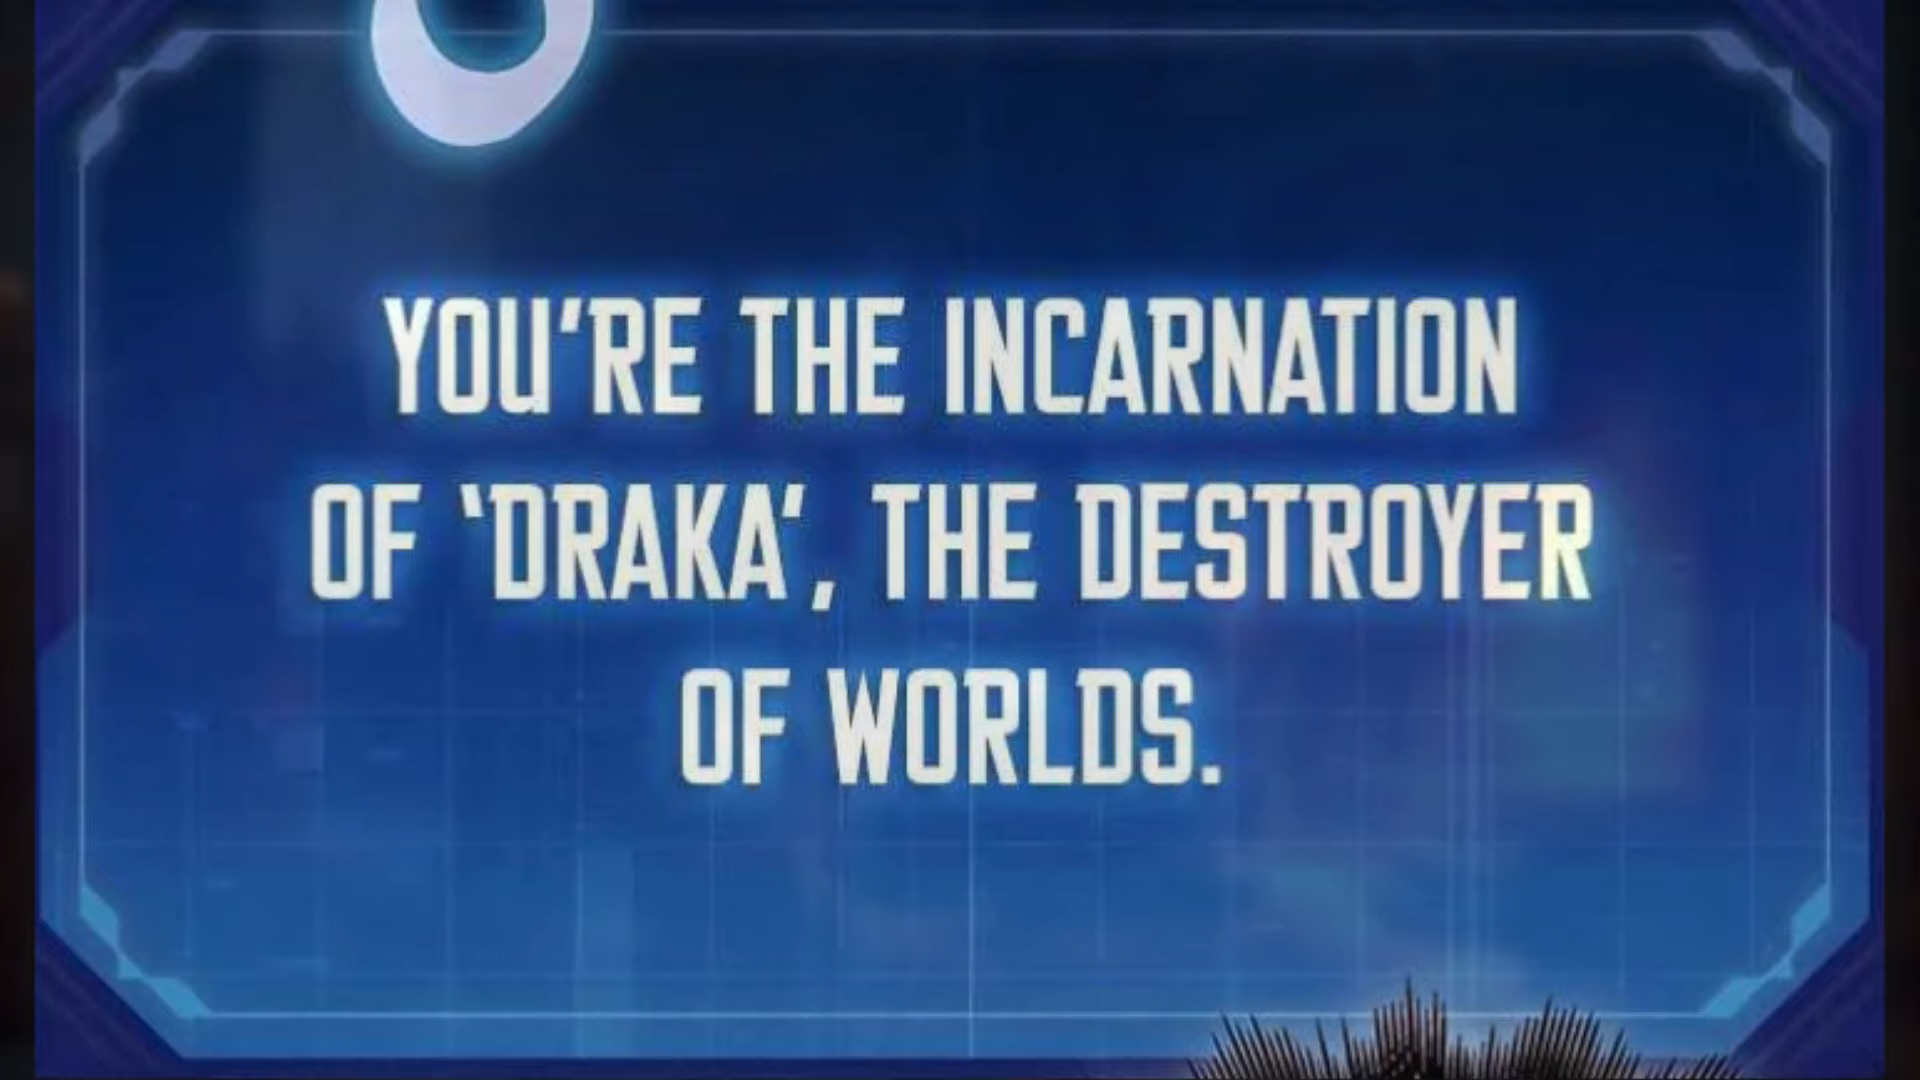 YOU'RE THE INCARNATION
OF 'DRAKA', THE DESTROYER
OF WORLDS.